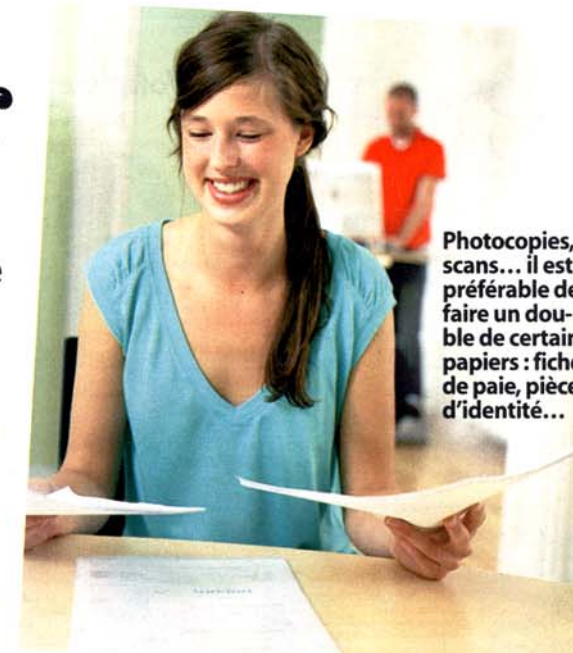 Photocopies,
scans… il est
préférable de
faire un dou-
ble de certain
papiers : fiche
de paie, pièce
d'identité…